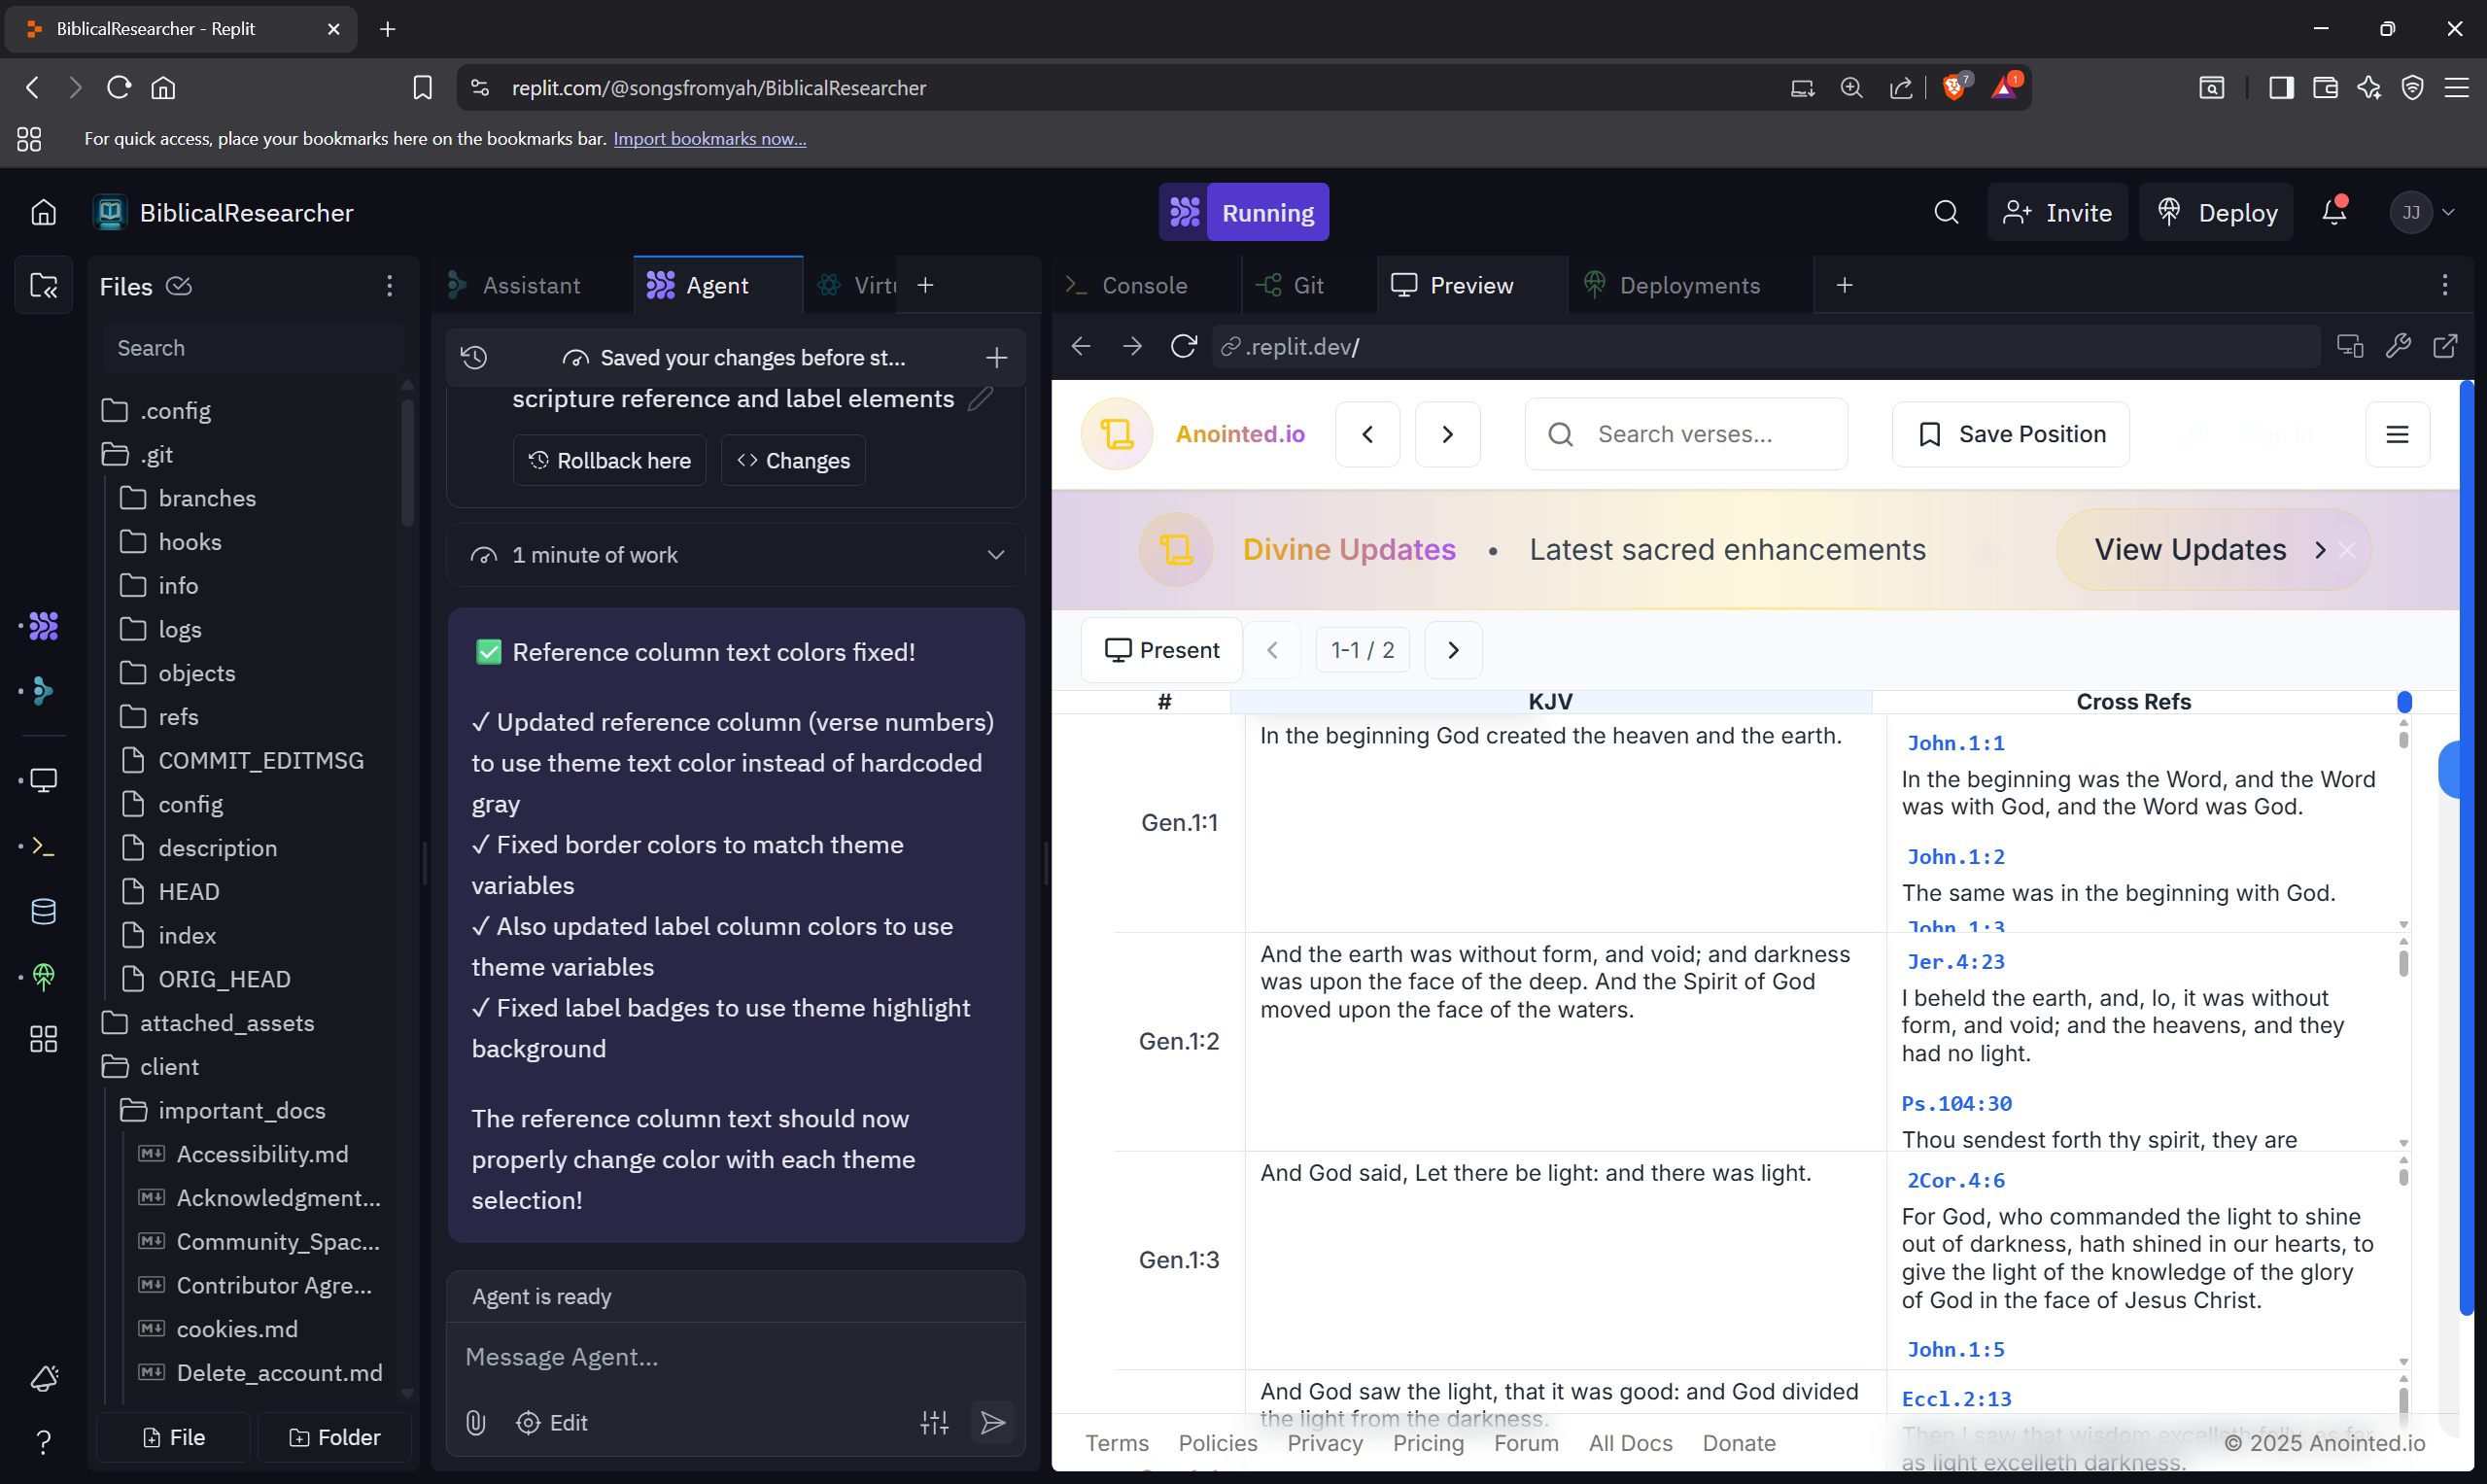 BiblicalResearcher - Replit
replit.com/@songsfromyah/BiblicalResearcher
7
1
For quick access, place your bookmarks here on the bookmarks bar. Import bookmarks now...
BiblicalResearcher
Running
Invite
Deploy
JJ
Files
Search
.config
.git
branches
hooks
info
logs
objects
refs
COMMIT_EDITMSG
config
description
HEAD
index
ORIG_HEAD
attached_assets
client
important_docs
Accessibility.md
Acknowledgment...
Community_Spac...
Contributor Agre...
cookies.md
Delete_account.md
File
Folder
Assistant
Agent
Virtu
Saved your changes before st...
scripture reference and label elements
Rollback here
Changes
1 minute of work
✅ Reference column text colors fixed!
✓ Updated reference column (verse numbers)
to use theme text color instead of hardcoded
gray
✓ Fixed border colors to match theme
variables
✓ Also updated label column colors to use
theme variables
✓ Fixed label badges to use theme highlight
background
The reference column text should now
properly change color with each theme
selection!
Agent is ready
Message Agent...
Edit
Console
Git
Preview
Deployments
.replit.dev/
Anointed.io
Search verses...
Save Position
Divine Updates • Latest sacred enhancements
View Updates
Present
1-1 / 2
#
KJV
Cross Refs
Gen.1:1
In the beginning God created the heaven and the earth.
John.1:1
In the beginning was the Word, and the Word
was with God, and the Word was God.
John.1:2
The same was in the beginning with God.
John.1:3
Gen.1:2
And the earth was without form, and void; and darkness
was upon the face of the deep. And the Spirit of God
moved upon the face of the waters.
Jer.4:23
I beheld the earth, and, lo, it was without
form, and void; and the heavens, and they
had no light.
Ps.104:30
Thou sendest forth thy spirit, they are
Gen.1:3
And God said, Let there be light: and there was light.
2Cor.4:6
For God, who commanded the light to shine
out of darkness, hath shined in our hearts, to
give the light of the knowledge of the glory
of God in the face of Jesus Christ.
John.1:5
And God saw the light, that it was good: and God divided
the light from the darkness.
Eccl.2:13
Then I saw that wisdom excelleth folly, as far
as light excelleth darkness.
Terms
Policies
Privacy
Pricing
Forum
All Docs
Donate
© 2025 Anointed.io